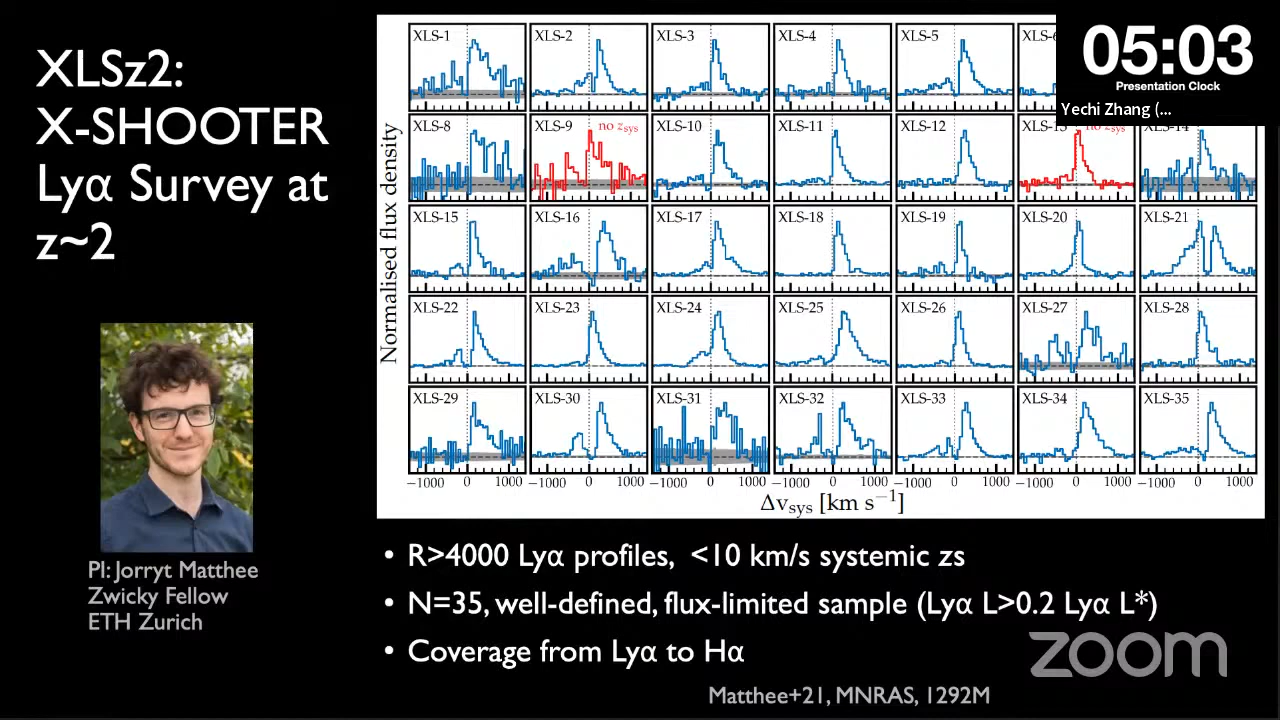 XLSz2:
X-SHOOTER
Lyα Survey at
z~2
05:03
Presentation Clock
Yechi Zhang (...
XLS-1 XLS-2 XLS-3 XLS-4 XLS-5
XLS-8 XLS-9 no z_sys XLS-10 XLS-11 XLS-12 XLS-13 no z_sys XLS-14
XLS-15 XLS-16 XLS-17 XLS-18 XLS-19 XLS-20 XLS-21
XLS-22 XLS-23 XLS-24 XLS-25 XLS-26 XLS-27 XLS-28
XLS-29 XLS-30 XLS-31 XLS-32 XLS-33 XLS-34 XLS-35
Normalised flux density
−1000 0 1000 −1000 0 1000 −1000 0 1000 −1000 0 1000 −1000 0 1000 −1000 0 1000 −1000 0 1000
Δv_sys [km s⁻¹]
PI: Jorryt Matthee
Zwicky Fellow
ETH Zurich
• R>4000 Lyα profiles, <10 km/s systemic zs
• N=35, well-defined, flux-limited sample (Lyα L>0.2 Lyα L*)
• Coverage from Lyα to Hα
zoom
Matthee+21, MNRAS, 1292M